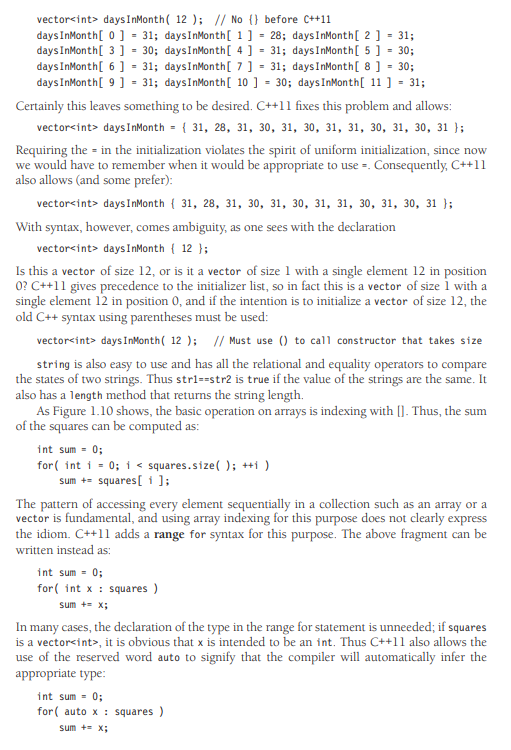 vector<int> daysInMonth( 12 );  // No {} before C++11
daysInMonth[ 0 ] = 31; daysInMonth[ 1 ] = 28; daysInMonth[ 2 ] = 31;
daysInMonth[ 3 ] = 30; daysInMonth[ 4 ] = 31; daysInMonth[ 5 ] = 30;
daysInMonth[ 6 ] = 31; daysInMonth[ 7 ] = 31; daysInMonth[ 8 ] = 30;
daysInMonth[ 9 ] = 31; daysInMonth[ 10 ] = 30; daysInMonth[ 11 ] = 31;
Certainly this leaves something to be desired. C++11 fixes this problem and allows:
vector<int> daysInMonth = { 31, 28, 31, 30, 31, 30, 31, 31, 30, 31, 30, 31 };
Requiring the = in the initialization violates the spirit of uniform initialization, since now
we would have to remember when it would be appropriate to use =. Consequently, C++11
also allows (and some prefer):
vector<int> daysInMonth { 31, 28, 31, 30, 31, 30, 31, 31, 30, 31, 30, 31 };
With syntax, however, comes ambiguity, as one sees with the declaration
vector<int> daysInMonth { 12 };
Is this a vector of size 12, or is it a vector of size 1 with a single element 12 in position
0? C++11 gives precedence to the initializer list, so in fact this is a vector of size 1 with a
single element 12 in position 0, and if the intention is to initialize a vector of size 12, the
old C++ syntax using parentheses must be used:
vector<int> daysInMonth( 12 );  // Must use () to call constructor that takes size
string is also easy to use and has all the relational and equality operators to compare
the states of two strings. Thus str1==str2 is true if the value of the strings are the same. It
also has a length method that returns the string length.
As Figure 1.10 shows, the basic operation on arrays is indexing with []. Thus, the sum
of the squares can be computed as:
int sum = 0;
for( int i = 0; i < squares.size( ); ++i )
sum += squares[ i ];
The pattern of accessing every element sequentially in a collection such as an array or a
vector is fundamental, and using array indexing for this purpose does not clearly express
the idiom. C++11 adds a range for syntax for this purpose. The above fragment can be
written instead as:
int sum = 0;
for( int x : squares )
sum += x;
In many cases, the declaration of the type in the range for statement is unneeded; if squares
is a vector<int>, it is obvious that x is intended to be an int. Thus C++11 also allows the
use of the reserved word auto to signify that the compiler will automatically infer the
appropriate type:
int sum = 0;
for( auto x : squares )
sum += x;